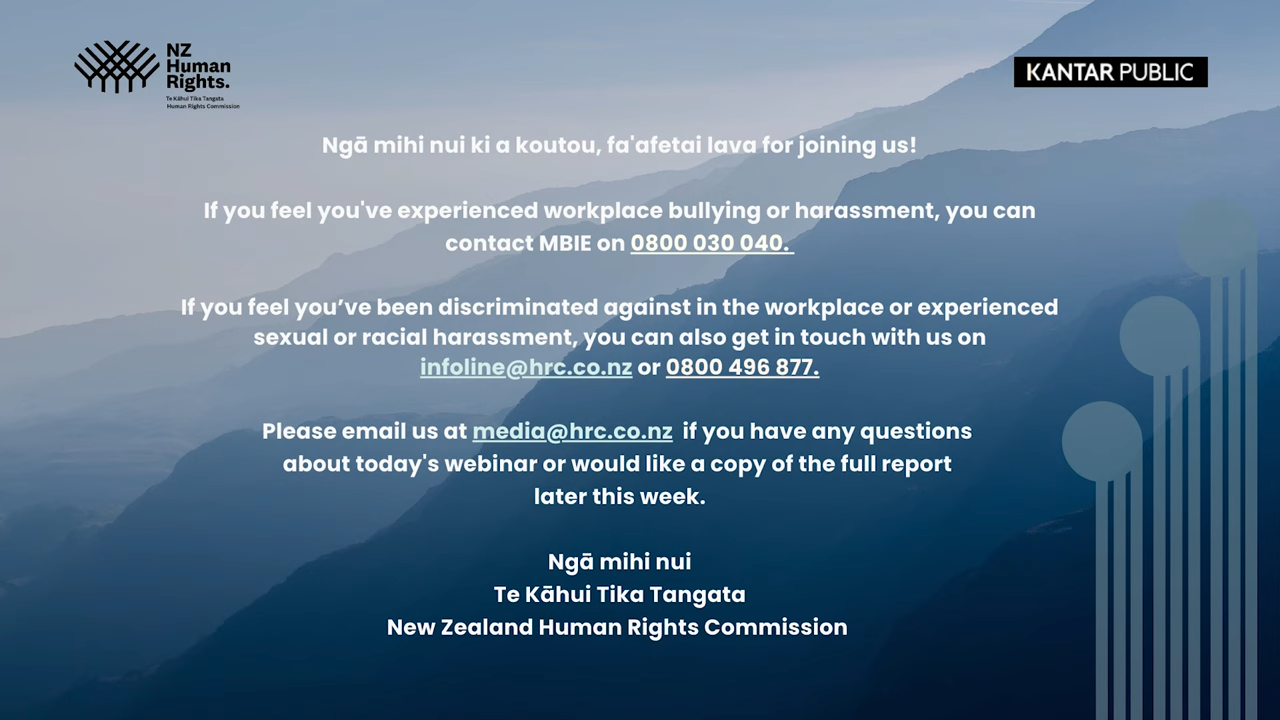 NZ
Human
Rights.
Te Kāhui Tika Tangata
Human Rights Commission
KANTAR PUBLIC
Ngā mihi nui ki a koutou, fa'afetai lava for joining us!
If you feel you've experienced workplace bullying or harassment, you can
contact MBIE on 0800 030 040.
If you feel you’ve been discriminated against in the workplace or experienced
sexual or racial harassment, you can also get in touch with us on
infoline@hrc.co.nz or 0800 496 877.
Please email us at media@hrc.co.nz if you have any questions
about today's webinar or would like a copy of the full report
later this week.
Ngā mihi nui
Te Kāhui Tika Tangata
New Zealand Human Rights Commission